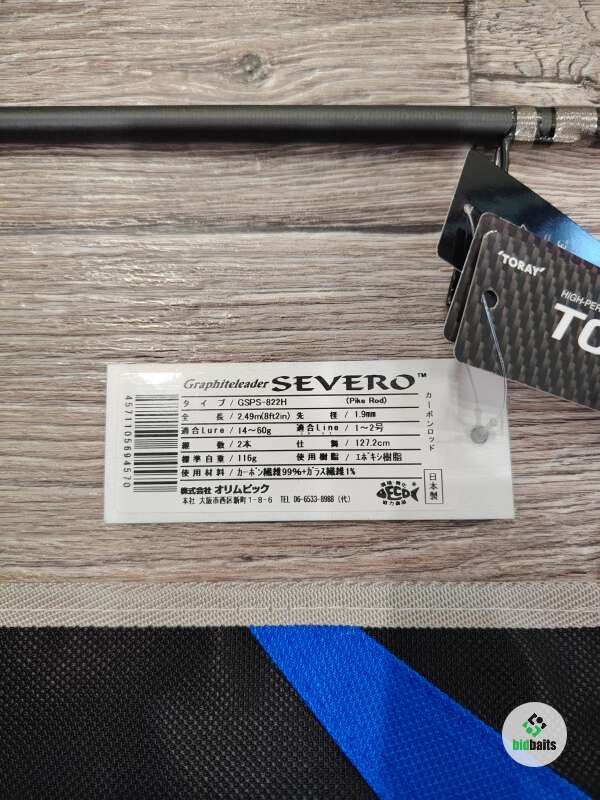 TORAY
HIGH-PER
TO
Graphiteleader SEVERO™
タイプ/GSPS-822H (Pike Rod)
全長/2.49m(8ft2in) 先径/1.9mm
適合Lure/14~60g 適合Line/1~2号
継数/2本 仕舞/127.2cm
標準自重/116g 使用樹脂/エポキシ樹脂
使用材料/カーボン繊維99%+ガラス繊維1%
株式会社 オリムピック
本社 大阪市西区新町1-8-6 TEL 06-6533-8988(代)
カーボンロッド
日本製
4571105694570
bidbaits